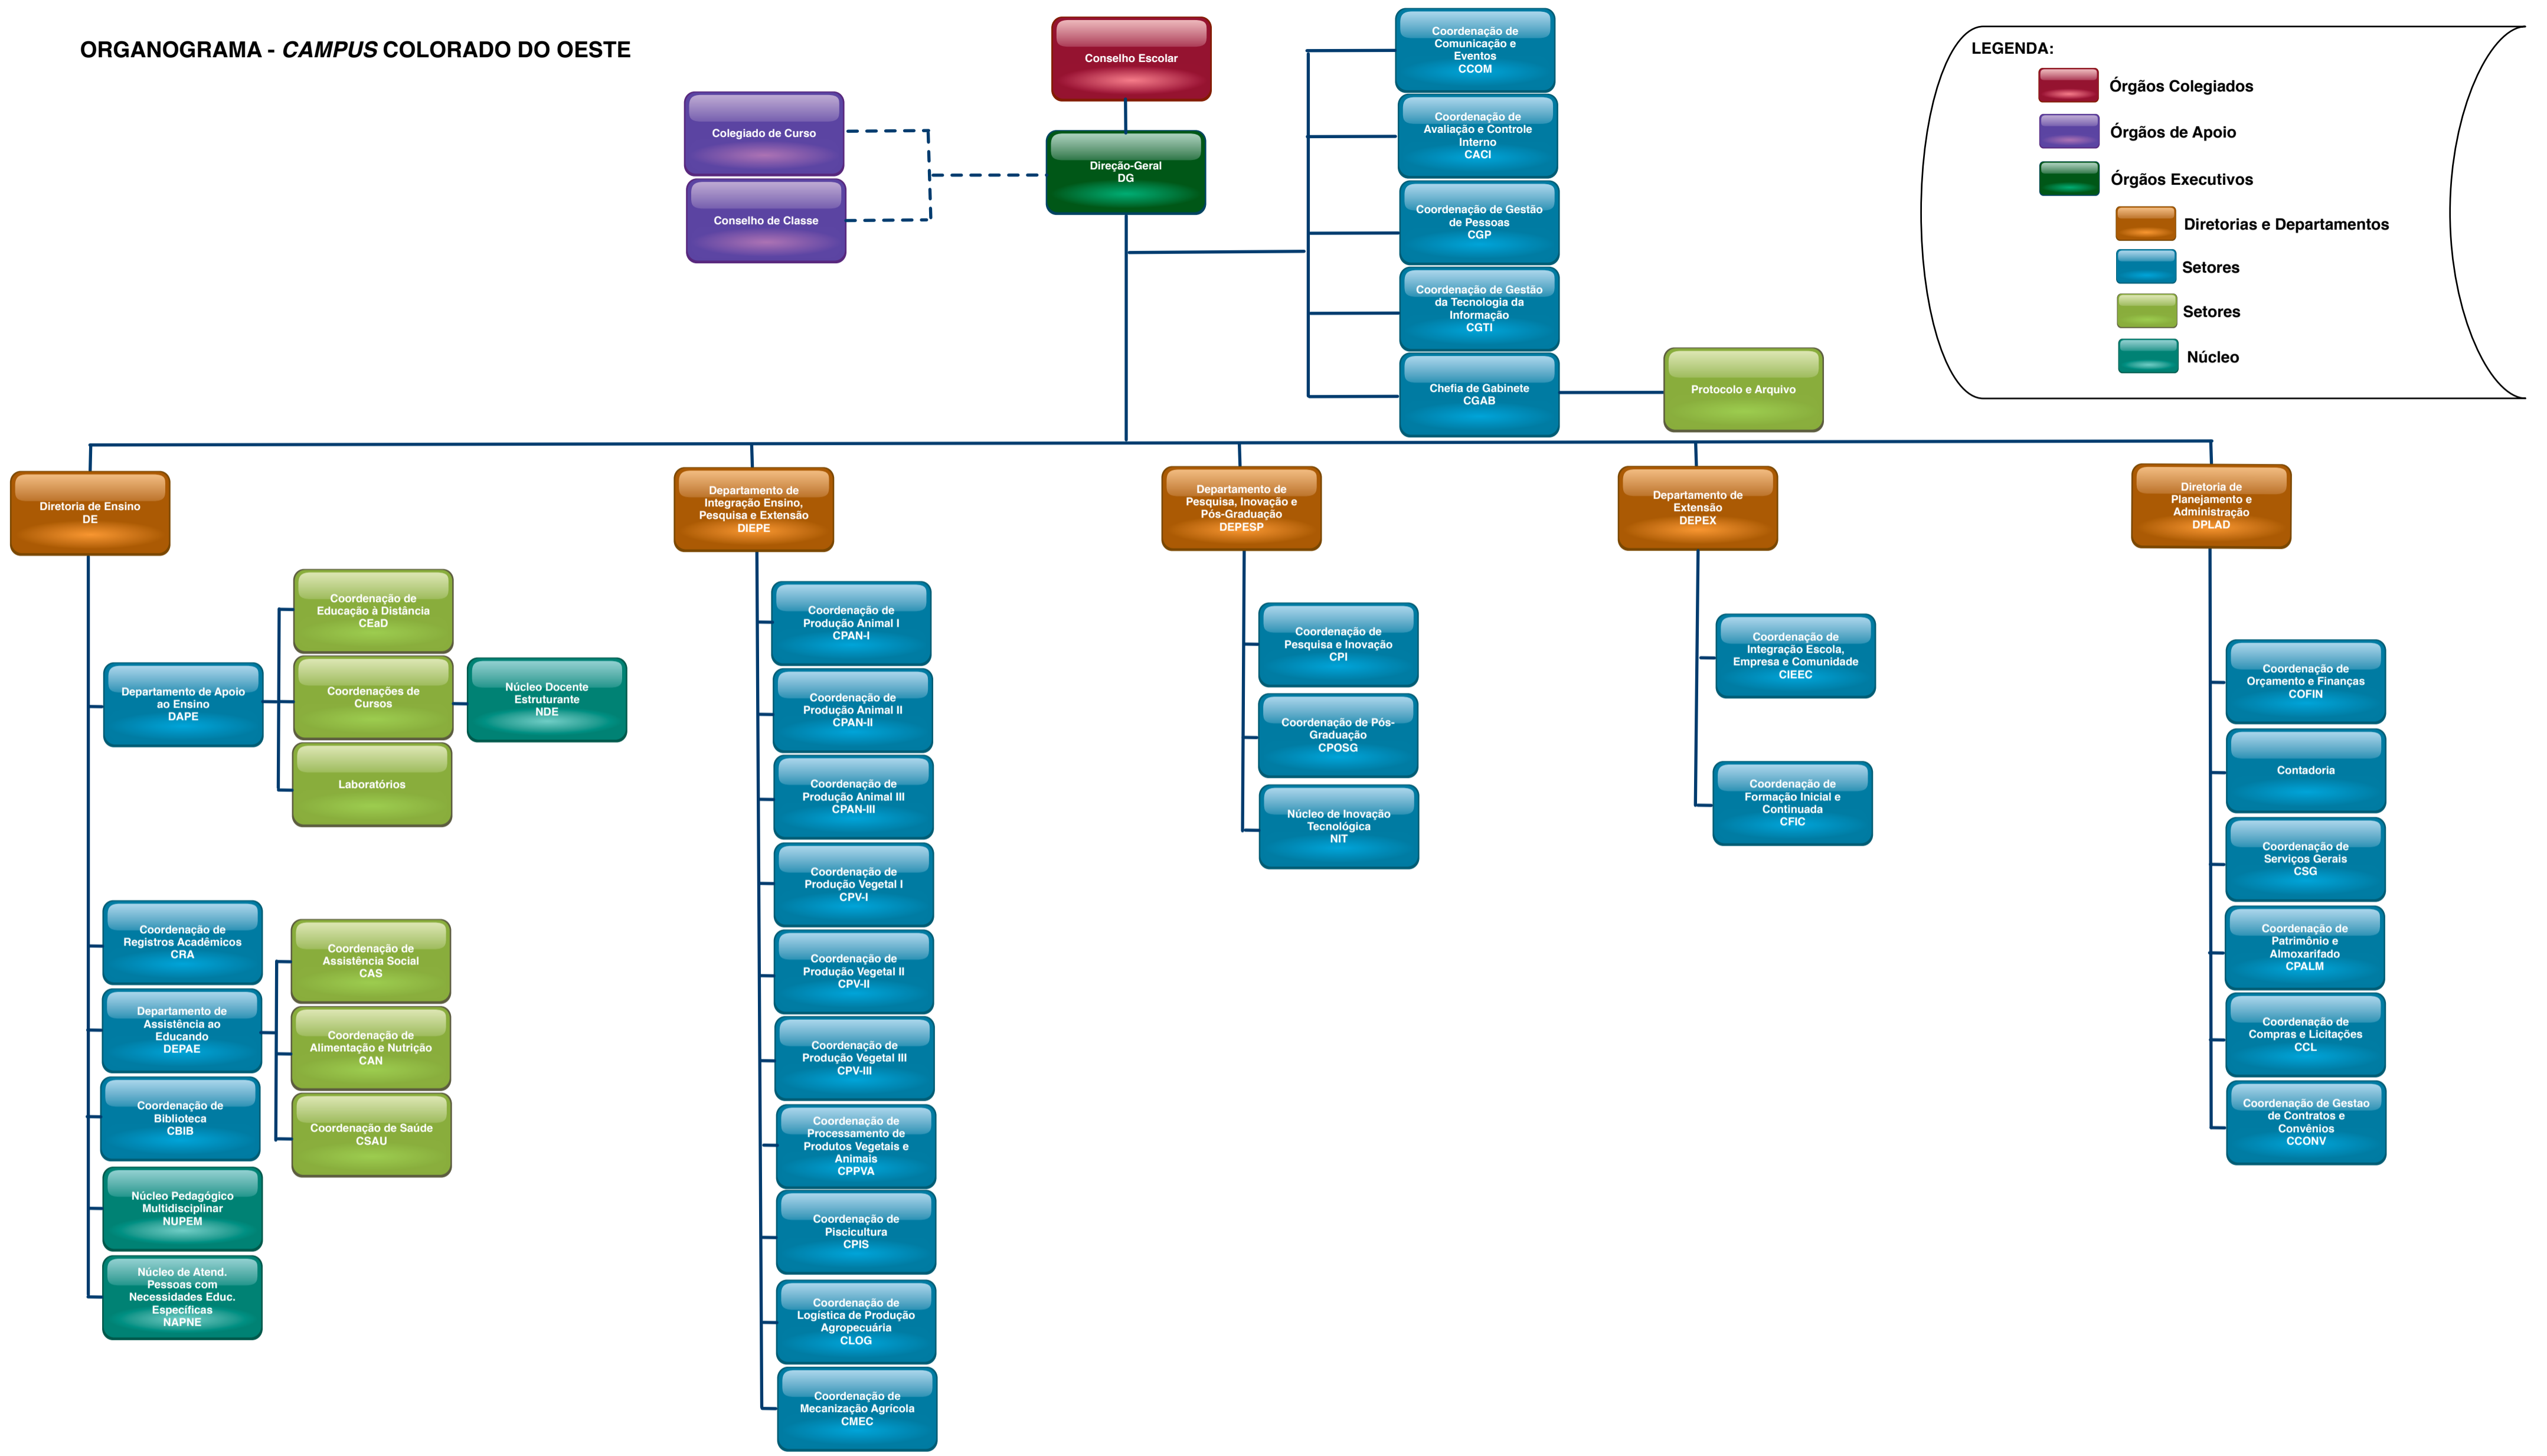 ORGANOGRAMA - CAMPUS COLORADO DO OESTE
Conselho Escolar
Colegiado de Curso
Conselho de Classe
Direção-Geral
DG
Coordenação de
Comunicação e
Eventos
CCOM
Coordenação de
Avaliação e Controle
Interno
CACI
Coordenação de Gestão
de Pessoas
CGP
Coordenação de Gestão
da Tecnologia da
Informação
CGTI
Chefia de Gabinete
CGAB
Protocolo e Arquivo
LEGENDA:
Órgãos Colegiados
Órgãos de Apoio
Órgãos Executivos
Diretorias e Departamentos
Setores
Setores
Núcleo
Diretoria de Ensino
DE
Departamento de Apoio
ao Ensino
DAPE
Coordenação de
Educação à Distância
CEaD
Coordenações de
Cursos
Laboratórios
Núcleo Docente
Estruturante
NDE
Coordenação de
Registros Acadêmicos
CRA
Departamento de
Assistência ao
Educando
DEPAE
Coordenação de
Assistência Social
CAS
Coordenação de
Alimentação e Nutrição
CAN
Coordenação de Saúde
CSAU
Coordenação de
Biblioteca
CBIB
Núcleo Pedagógico
Multidisciplinar
NUPEM
Núcleo de Atend.
Pessoas com
Necessidades Educ.
Específicas
NAPNE
Departamento de
Integração Ensino,
Pesquisa e Extensão
DIEPE
Coordenação de
Produção Animal I
CPAN-I
Coordenação de
Produção Animal II
CPAN-II
Coordenação de
Produção Animal III
CPAN-III
Coordenação de
Produção Vegetal I
CPV-I
Coordenação de
Produção Vegetal II
CPV-II
Coordenação de
Produção Vegetal III
CPV-III
Coordenação de
Processamento de
Produtos Vegetais e
Animais
CPPVA
Coordenação de
Piscicultura
CPIS
Coordenação de
Logística de Produção
Agropecuária
CLOG
Coordenação de
Mecanização Agrícola
CMEC
Departamento de
Pesquisa, Inovação e
Pós-Graduação
DEPESP
Coordenação de
Pesquisa e Inovação
CPI
Coordenação de Pós-
Graduação
CPOSG
Núcleo de Inovação
Tecnológica
NIT
Departamento de
Extensão
DEPEX
Coordenação de
Integração Escola,
Empresa e Comunidade
CIEEC
Coordenação de
Formação Inicial e
Continuada
CFIC
Diretoria de
Planejamento e
Administração
DPLAD
Coordenação de
Orçamento e Finanças
COFIN
Contadoria
Coordenação de
Serviços Gerais
CSG
Coordenação de
Patrimônio e
Almoxarifado
CPALM
Coordenação de
Compras e Licitações
CCL
Coordenação de Gestao
de Contratos e
Convênios
CCONV